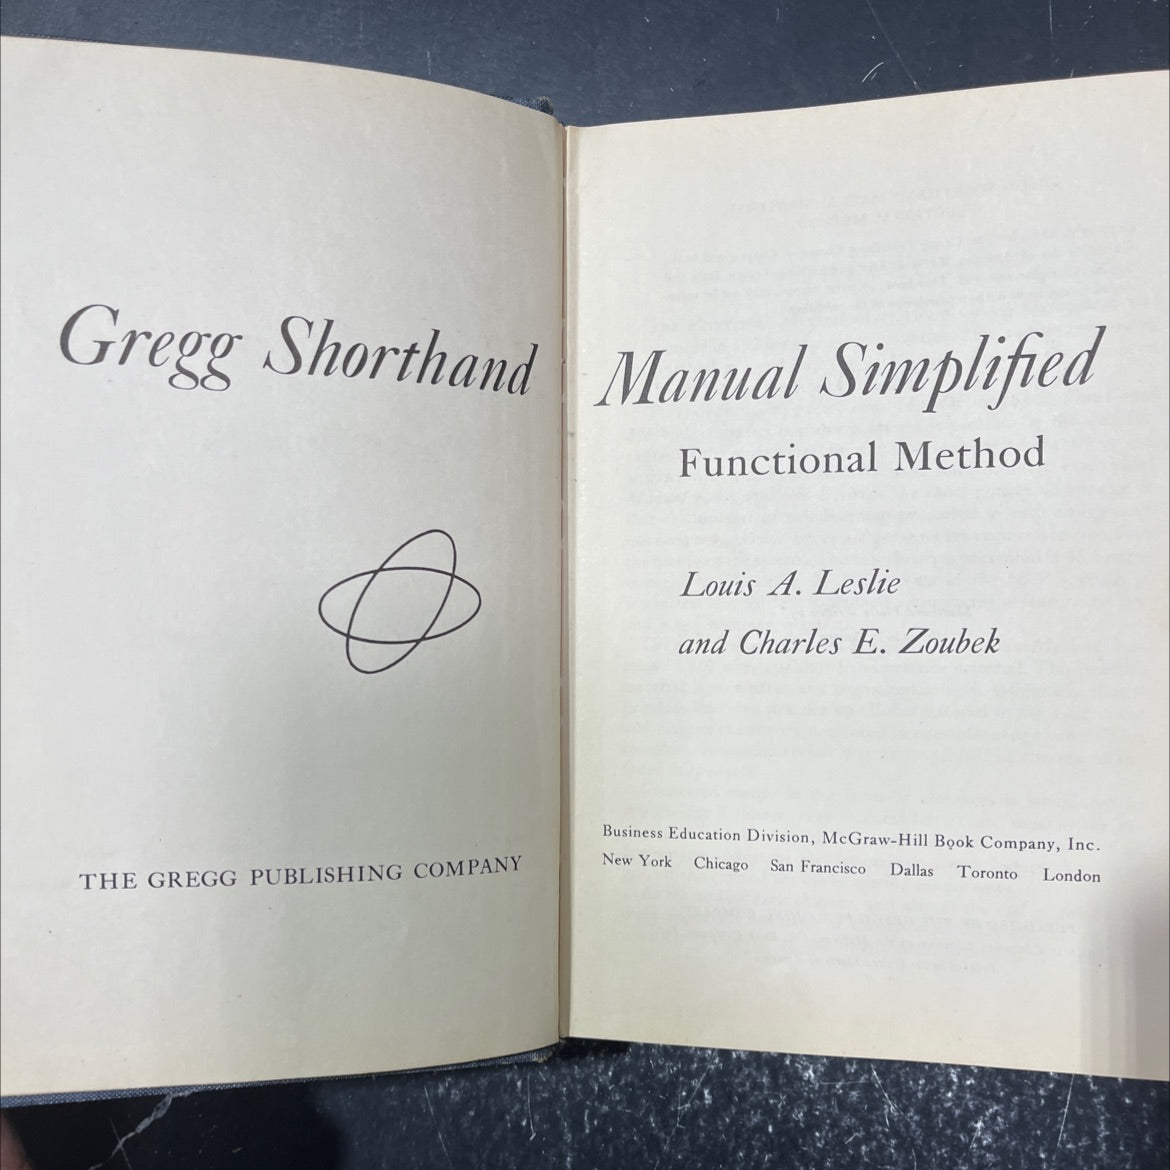 Gregg Shorthand
THE GREGG PUBLISHING COMPANY
Manual Simplified
Functional Method
Louis A. Leslie
and Charles E. Zoubek
Business Education Division, McGraw-Hill Book Company, Inc.
New York Chicago San Francisco Dallas Toronto London